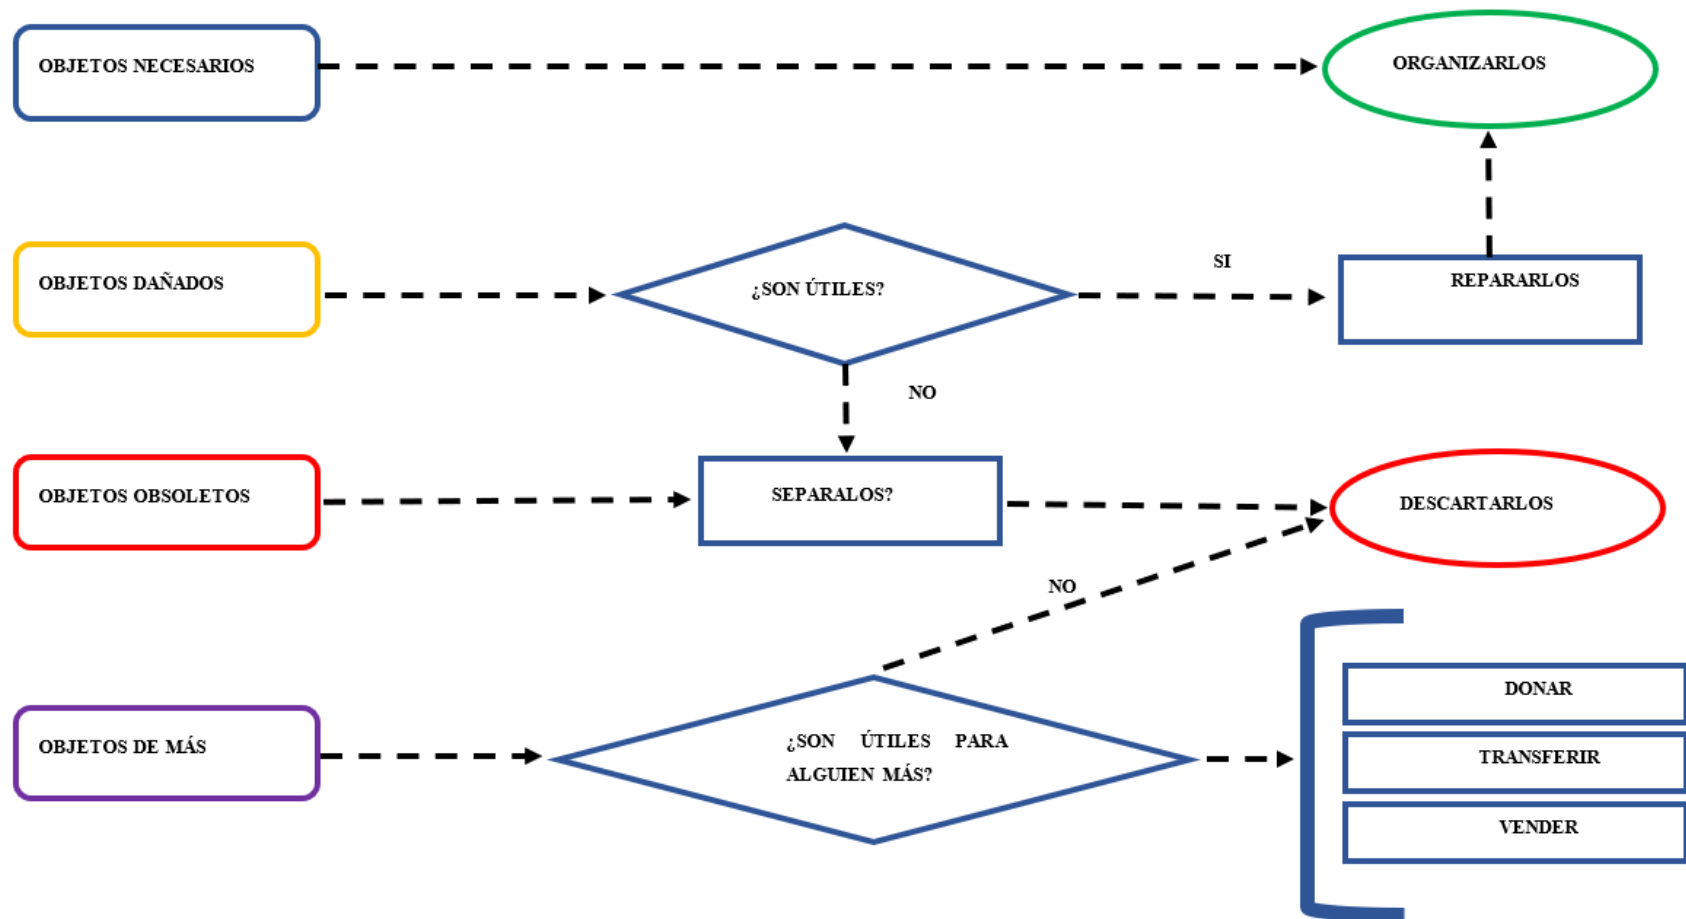 OBJETOS NECESARIOS
ORGANIZARLOS
OBJETOS DAÑADOS
¿SON ÚTILES?
SI
REPARARLOS
NO
OBJETOS OBSOLETOS
SEPARALOS?
DESCARTARLOS
NO
OBJETOS DE MÁS
¿SON ÚTILES PARA
ALGUIEN MÁS?
DONAR
TRANSFERIR
VENDER